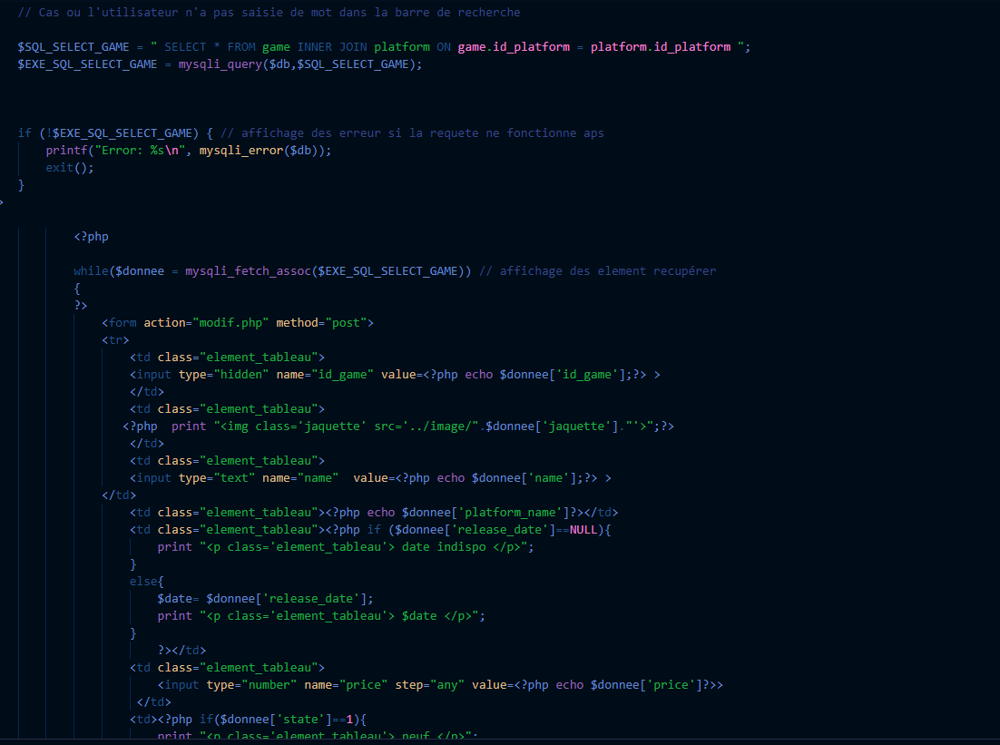 // Cas ou l'utilisateur n'a pas saisie de mot dans la barre de recherche
$SQL_SELECT_GAME = " SELECT * FROM game INNER JOIN platform ON game.id_platform = platform.id_platform ";
$EXE_SQL_SELECT_GAME = mysqli_query($db,$SQL_SELECT_GAME);
if (!$EXE_SQL_SELECT_GAME) { // affichage des erreur si la requete ne fonctionne aps
printf("Error: %s\n", mysqli_error($db));
exit();
}
>
<?php
while($donnee = mysqli_fetch_assoc($EXE_SQL_SELECT_GAME)) // affichage des element recupérer
{
?>
<form action="modif.php" method="post">
<tr>
<td class="element_tableau">
<input type="hidden" name="id_game" value=<?php echo $donnee['id_game'];?> >
</td>
<td class="element_tableau">
<?php  print "<img class='jaquette' src='../image/".$donnee['jaquette']."'>";?>
</td>
<td class="element_tableau">
<input type="text" name="name"  value=<?php echo $donnee['name'];?> >
</td>
<td class="element_tableau"><?php echo $donnee['platform_name']?></td>
<td class="element_tableau"><?php if ($donnee['release_date']==NULL){
print "<p class='element_tableau'> date indispo </p>";
}
else{
$date= $donnee['release_date'];
print "<p class='element_tableau'> $date </p>";
}
?></td>
<td class="element_tableau">
<input type="number" name="price" step="any" value=<?php echo $donnee['price']?>>
</td>
<td><?php if($donnee['state']==1){
print "<p class='element_tableau'> neuf </p>";